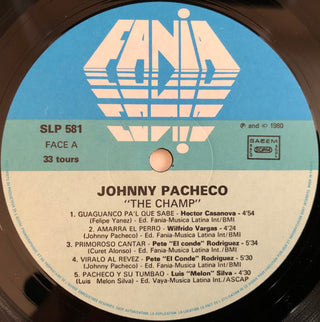 FANIA
SLP 581
FACE A
33 tours
℗ and © 1980
SACEM
JOHNNY PACHECO
"THE CHAMP"
1. GUAGUANCO PA'L QUE SABE - Hector Casanova - 4'54
(Felipe Yanez) - Ed. Fania-Musica Latina Int/BMI
2. AMARRA EL PERRO - Wilfrido Vargas - 4'24
(Johnny Pacheco) - Ed. Fania-Musica Latina Int/BMI
3. PRIMOROSO CANTAR - Pete "El conde" Rodriguez - 5'34
(Curet Alonso) - Ed. Fania-Musica Latina Int/BMI
4. VIRALO AL REVEZ - Pete "El Conde" Rodriguez - 5'31
(Johnny Pacheco) - Ed. Fania-Musica Latina Int/BMI
5. PACHECO Y SU TUMBAO - Luis "Melon" Silva - 4'30
(Luis Melon Silva) - Ed. Vaya-Musica Latina Int./ASCAP